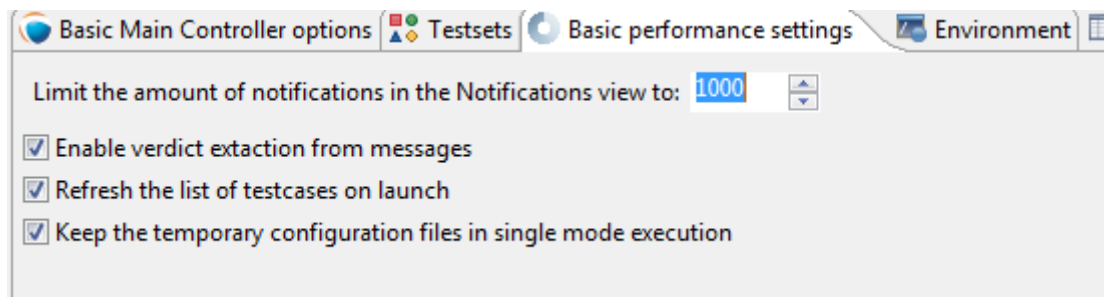 Basic Main Controller options Testsets Basic performance settings Environment
Limit the amount of notifications in the Notifications view to: 1000
Enable verdict extaction from messages
Refresh the list of testcases on launch
Keep the temporary configuration files in single mode execution